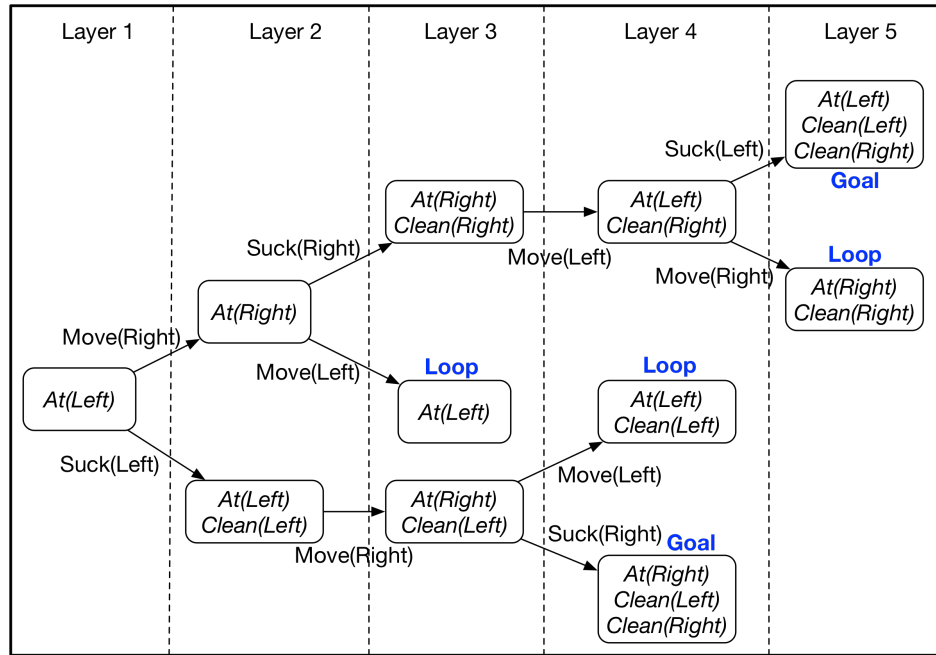 Layer 1
Layer 2
Layer 3
Layer 4
Layer 5
At(Left)
Move(Right)
Suck(Left)
At(Right)
Suck(Right)
Move(Left)
At(Left)
Clean(Left)
Move(Right)
At(Right)
Clean(Right)
Move(Left)
Loop
At(Left)
At(Right)
Clean(Left)
Move(Left)
Suck(Right)
At(Left)
Clean(Right)
Suck(Left)
Move(Right)
Loop
At(Left)
Clean(Left)
Goal
At(Right)
Clean(Left)
Clean(Right)
At(Left)
Clean(Left)
Clean(Right)
Goal
Loop
At(Right)
Clean(Right)